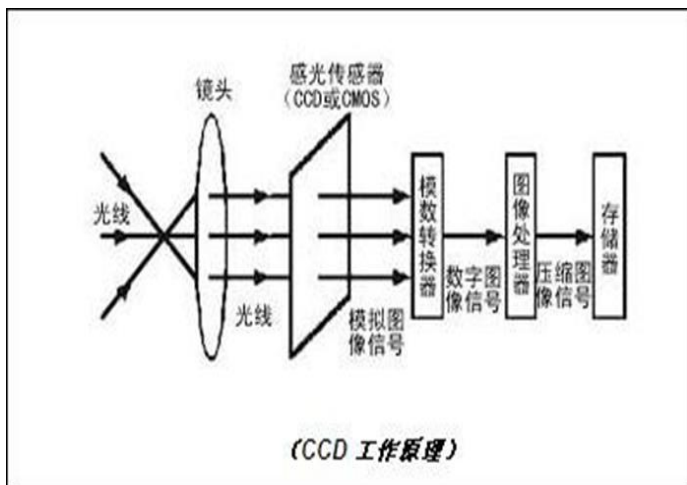 感光传感器
(CCD或CMOS)
镜头
光线
光线
模拟图
像信号
模数转换器
数字图
像信号
图像处理器
压缩图
像信号
存储器
(CCD 工作原理)